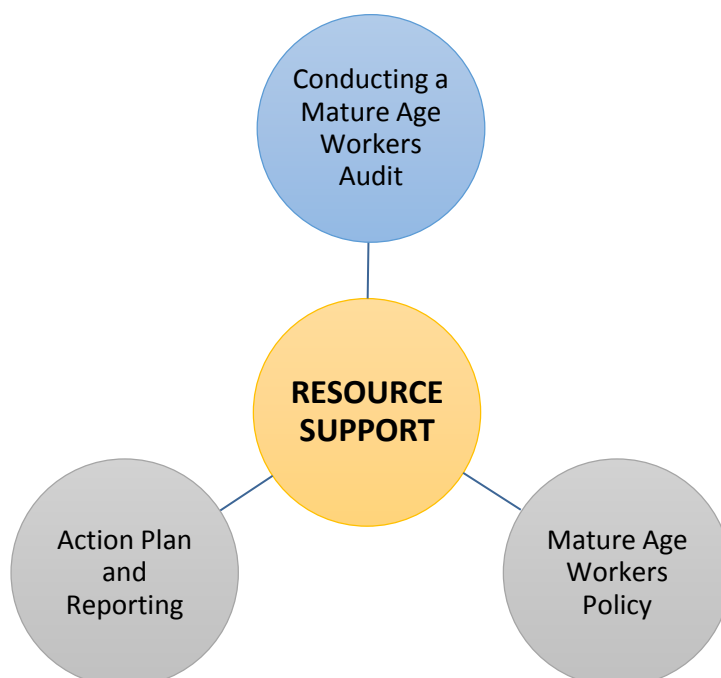 Conducting a
Mature Age
Workers
Audit
RESOURCE
SUPPORT
Action Plan
and
Reporting
Mature Age
Workers
Policy